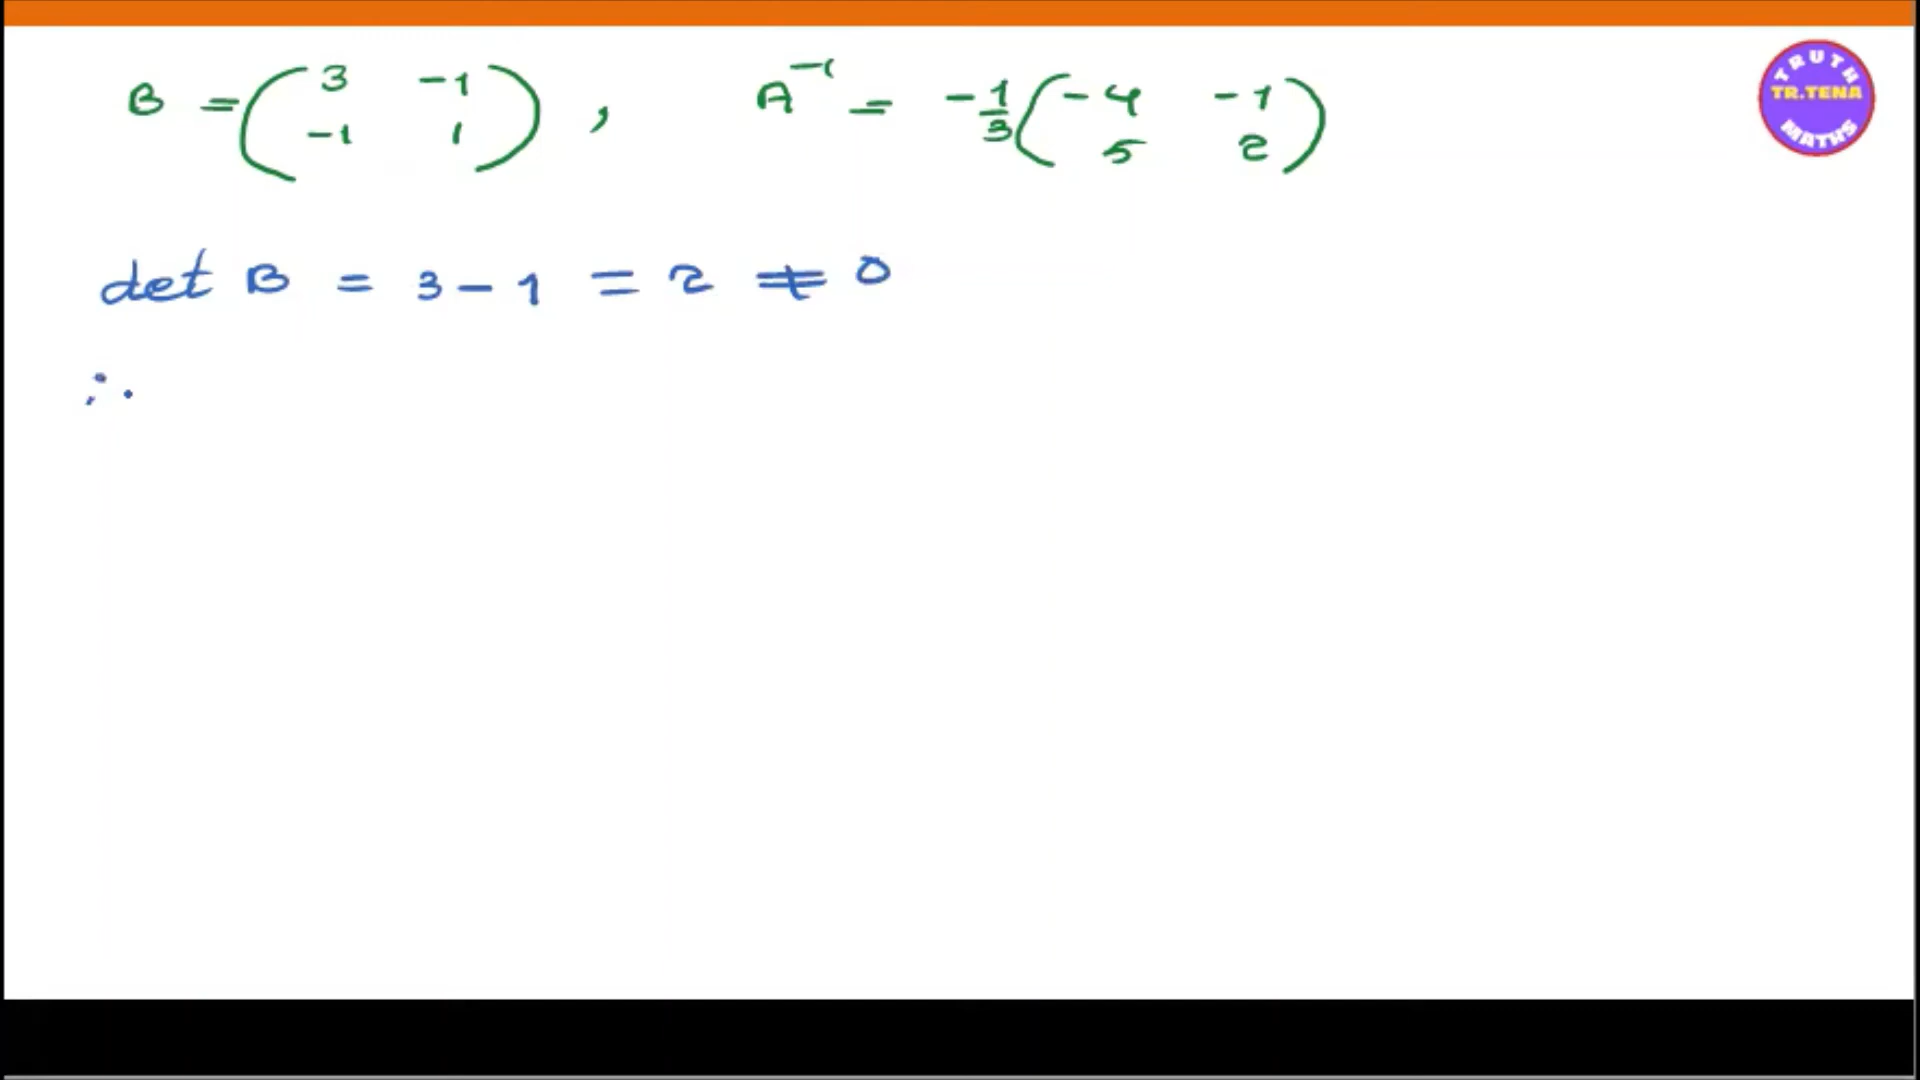 B = ( 3 -1 ; -1 1 ) , A⁻¹ = -1/3 ( -4 -1 ; 5 2 )
det B = 3 - 1 = 2 ≠ 0
∴
TRUTH
TR.TENA
MATHS